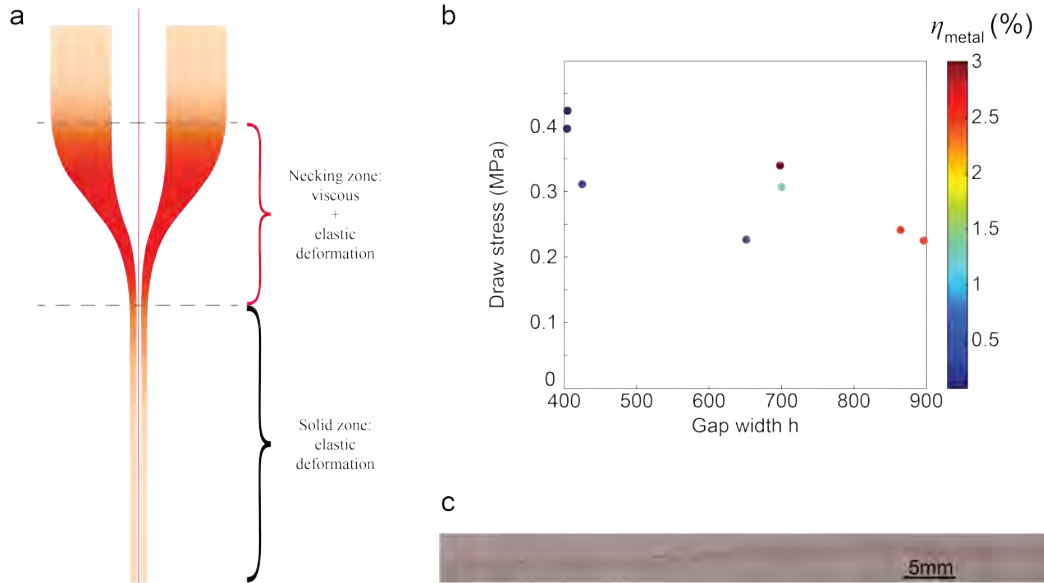 a
Necking zone:
viscous
+
elastic
deformation
Solid zone:
elastic
deformation
b
η_metal (%)
Draw stress (MPa)
0.4
0.3
0.2
0.1
0
400
500
600
700
800
900
Gap width h
3
2.5
2
1.5
1
0.5
c
5mm